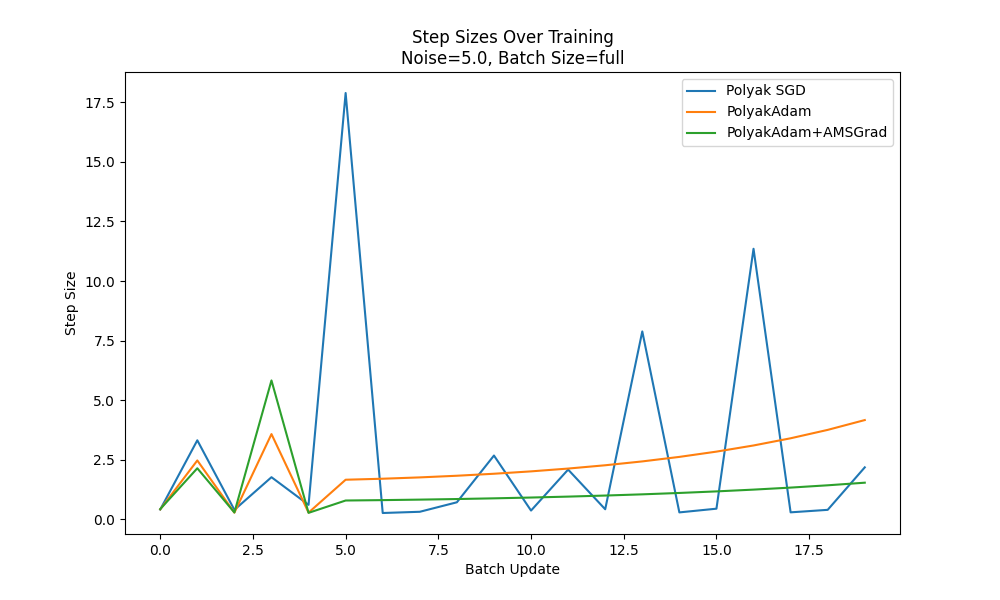 Step Sizes Over Training
Noise=5.0, Batch Size=full
Polyak SGD
PolyakAdam
PolyakAdam+AMSGrad
Step Size
17.5
15.0
12.5
10.0
7.5
5.0
2.5
0.0
0.0 2.5 5.0 7.5 10.0 12.5 15.0 17.5
Batch Update